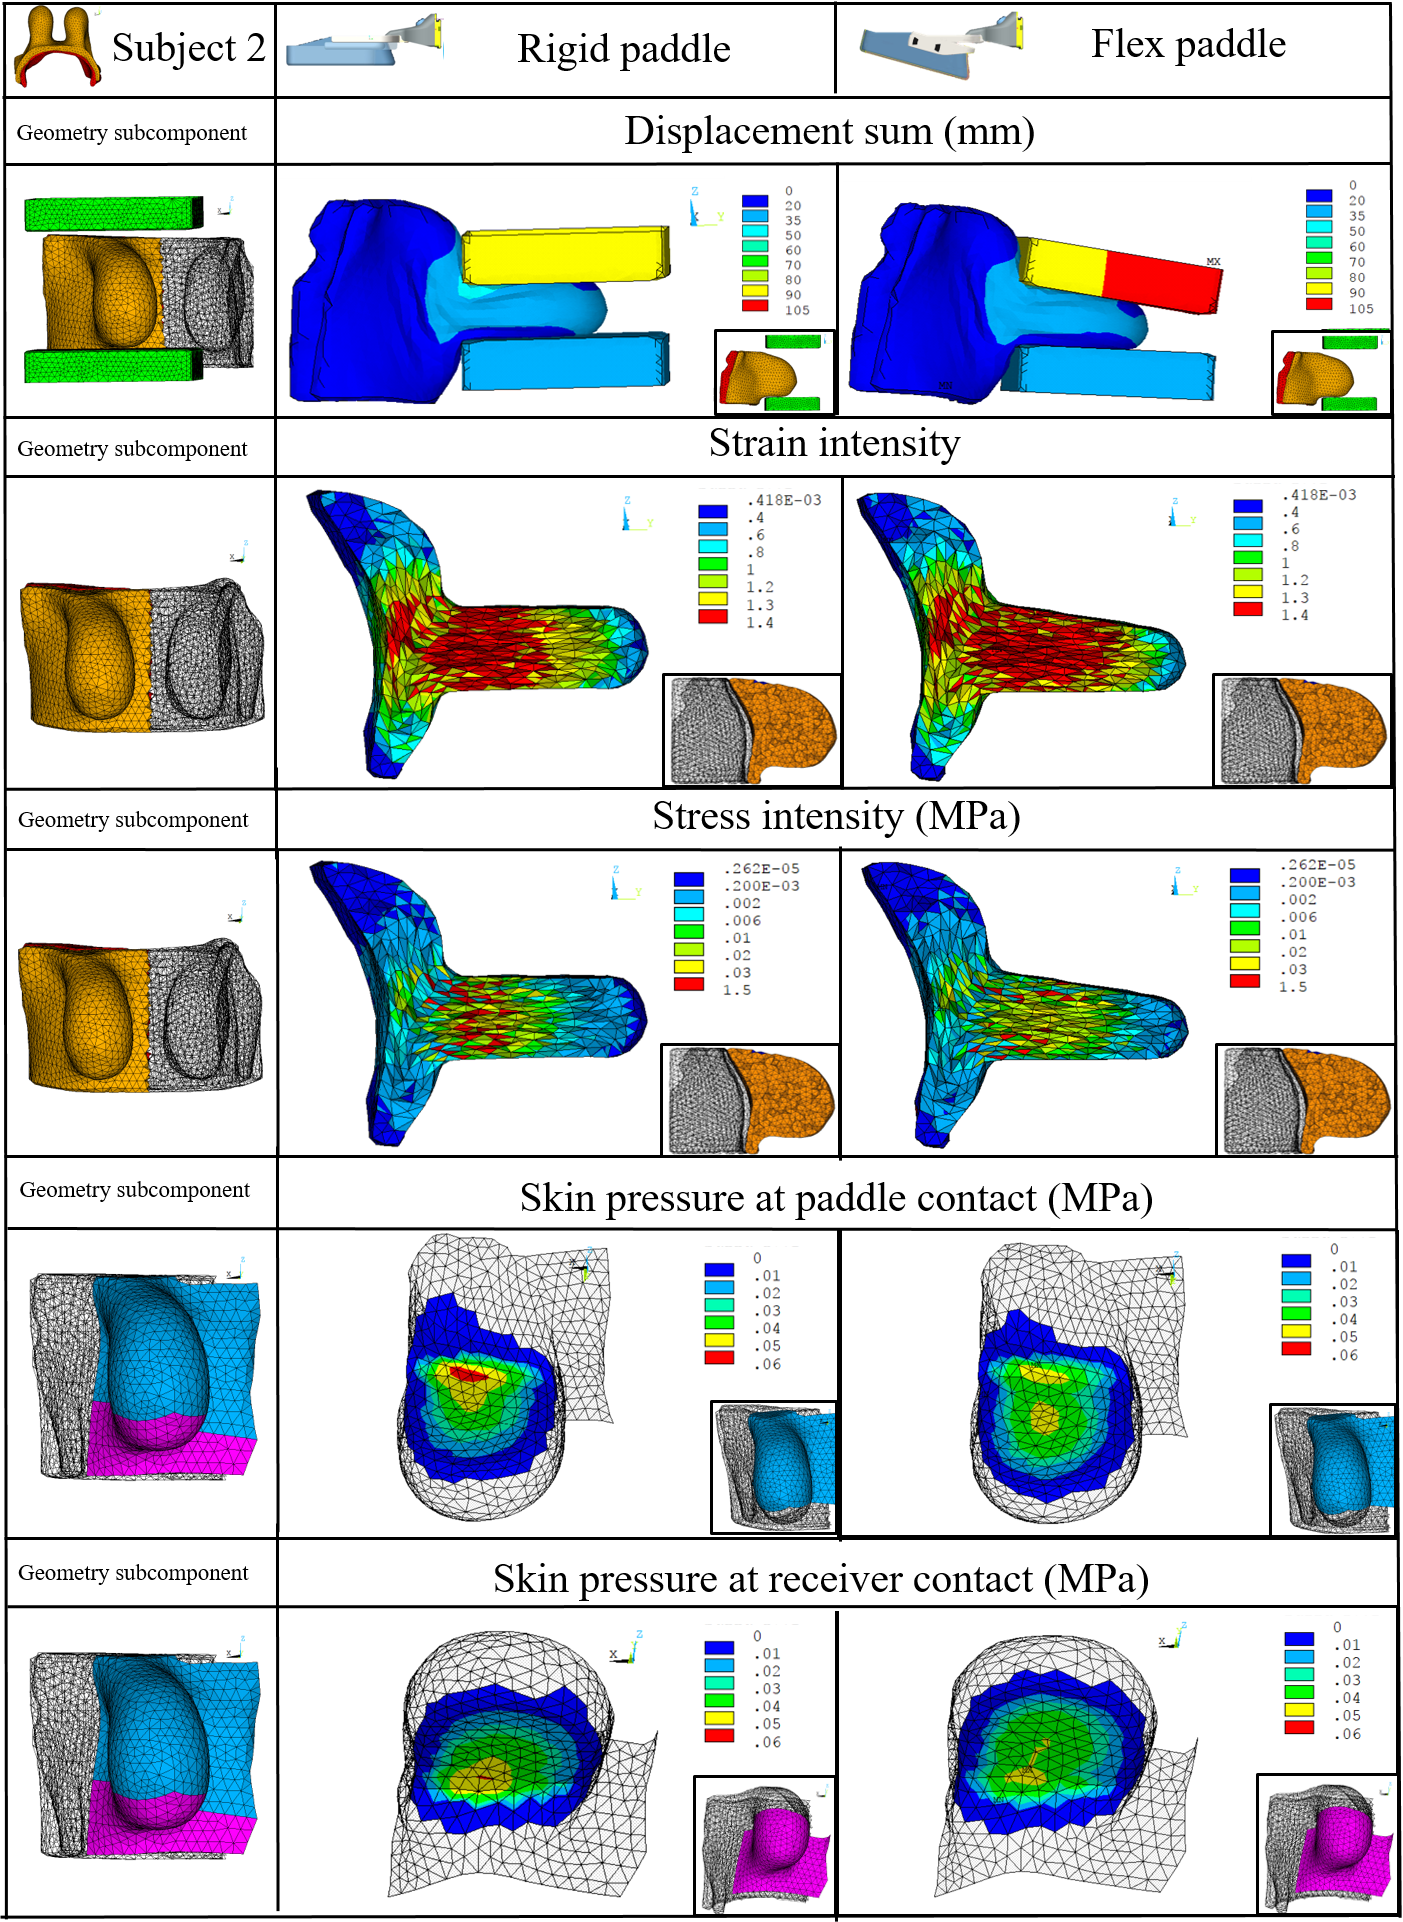 Subject 2
Rigid paddle
Flex paddle
Geometry subcomponent
Displacement sum (mm)
Z
X
Y
0
20
35
50
60
70
80
90
105
MX
MN
0
20
35
50
60
70
80
90
105
Geometry subcomponent
Strain intensity
Z
Y
.418E-03
.4
.6
.8
1
1.2
1.3
1.4
Z
Y
.418E-03
.4
.6
.8
1
1.2
1.3
1.4
Geometry subcomponent
Stress intensity (MPa)
Z
Y
.262E-05
.200E-03
.002
.006
.01
.02
.03
1.5
Z
Y
.262E-05
.200E-03
.002
.006
.01
.02
.03
1.5
Geometry subcomponent
Skin pressure at paddle contact (MPa)
X
Z
0
.01
.02
.03
.04
.05
.06
X
Z
0
.01
.02
.03
.04
.05
.06
Geometry subcomponent
Skin pressure at receiver contact (MPa)
X
Z
0
.01
.02
.03
.04
.05
.06
X
Z
0
.01
.02
.03
.04
.05
.06